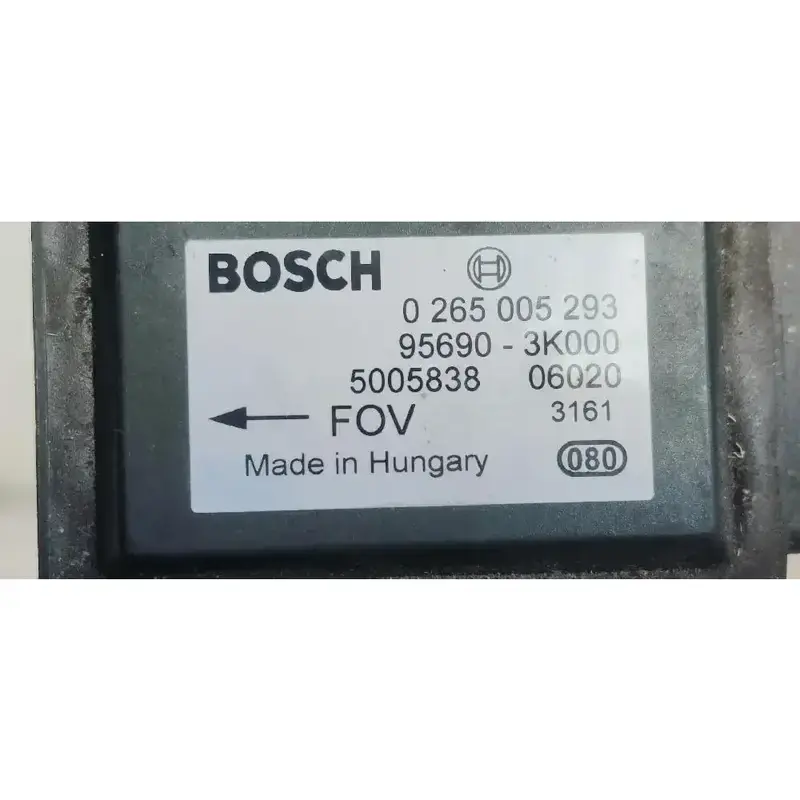 BOSCH
0 265 005 293
95690 - 3K000
5005838 06020
FOV 3161
Made in Hungary 080